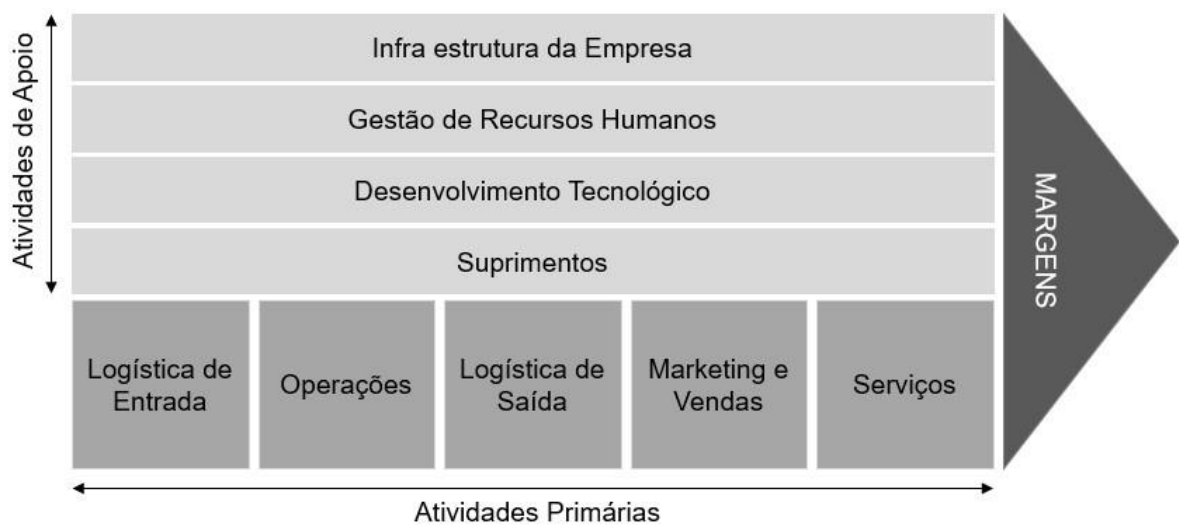 Atividades de Apoio
Infra estrutura da Empresa
Gestão de Recursos Humanos
Desenvolvimento Tecnológico
Suprimentos
Logística de
Entrada
Operações
Logística de
Saída
Marketing e
Vendas
Serviços
MARGENS
Atividades Primárias